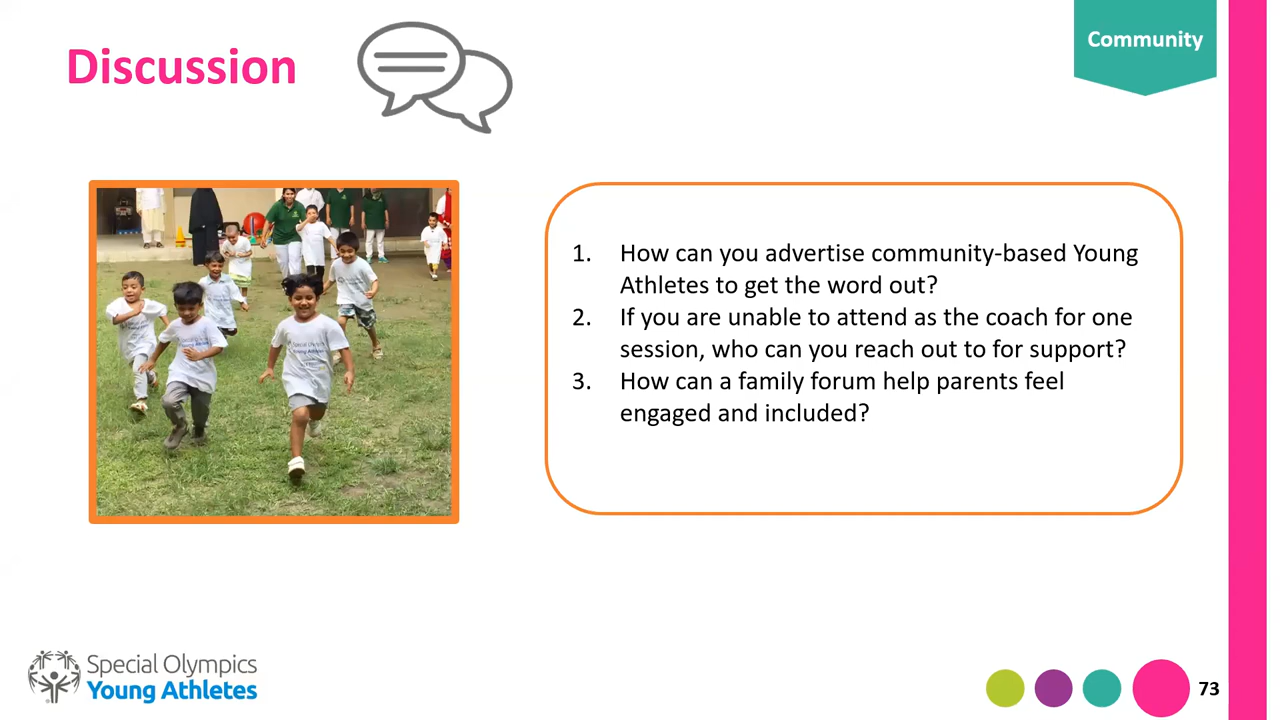 Discussion
Community
1. How can you advertise community-based Young
Athletes to get the word out?
2. If you are unable to attend as the coach for one
session, who can you reach out to for support?
3. How can a family forum help parents feel
engaged and included?
Special Olympics
Special Olympics
Young Athletes
73